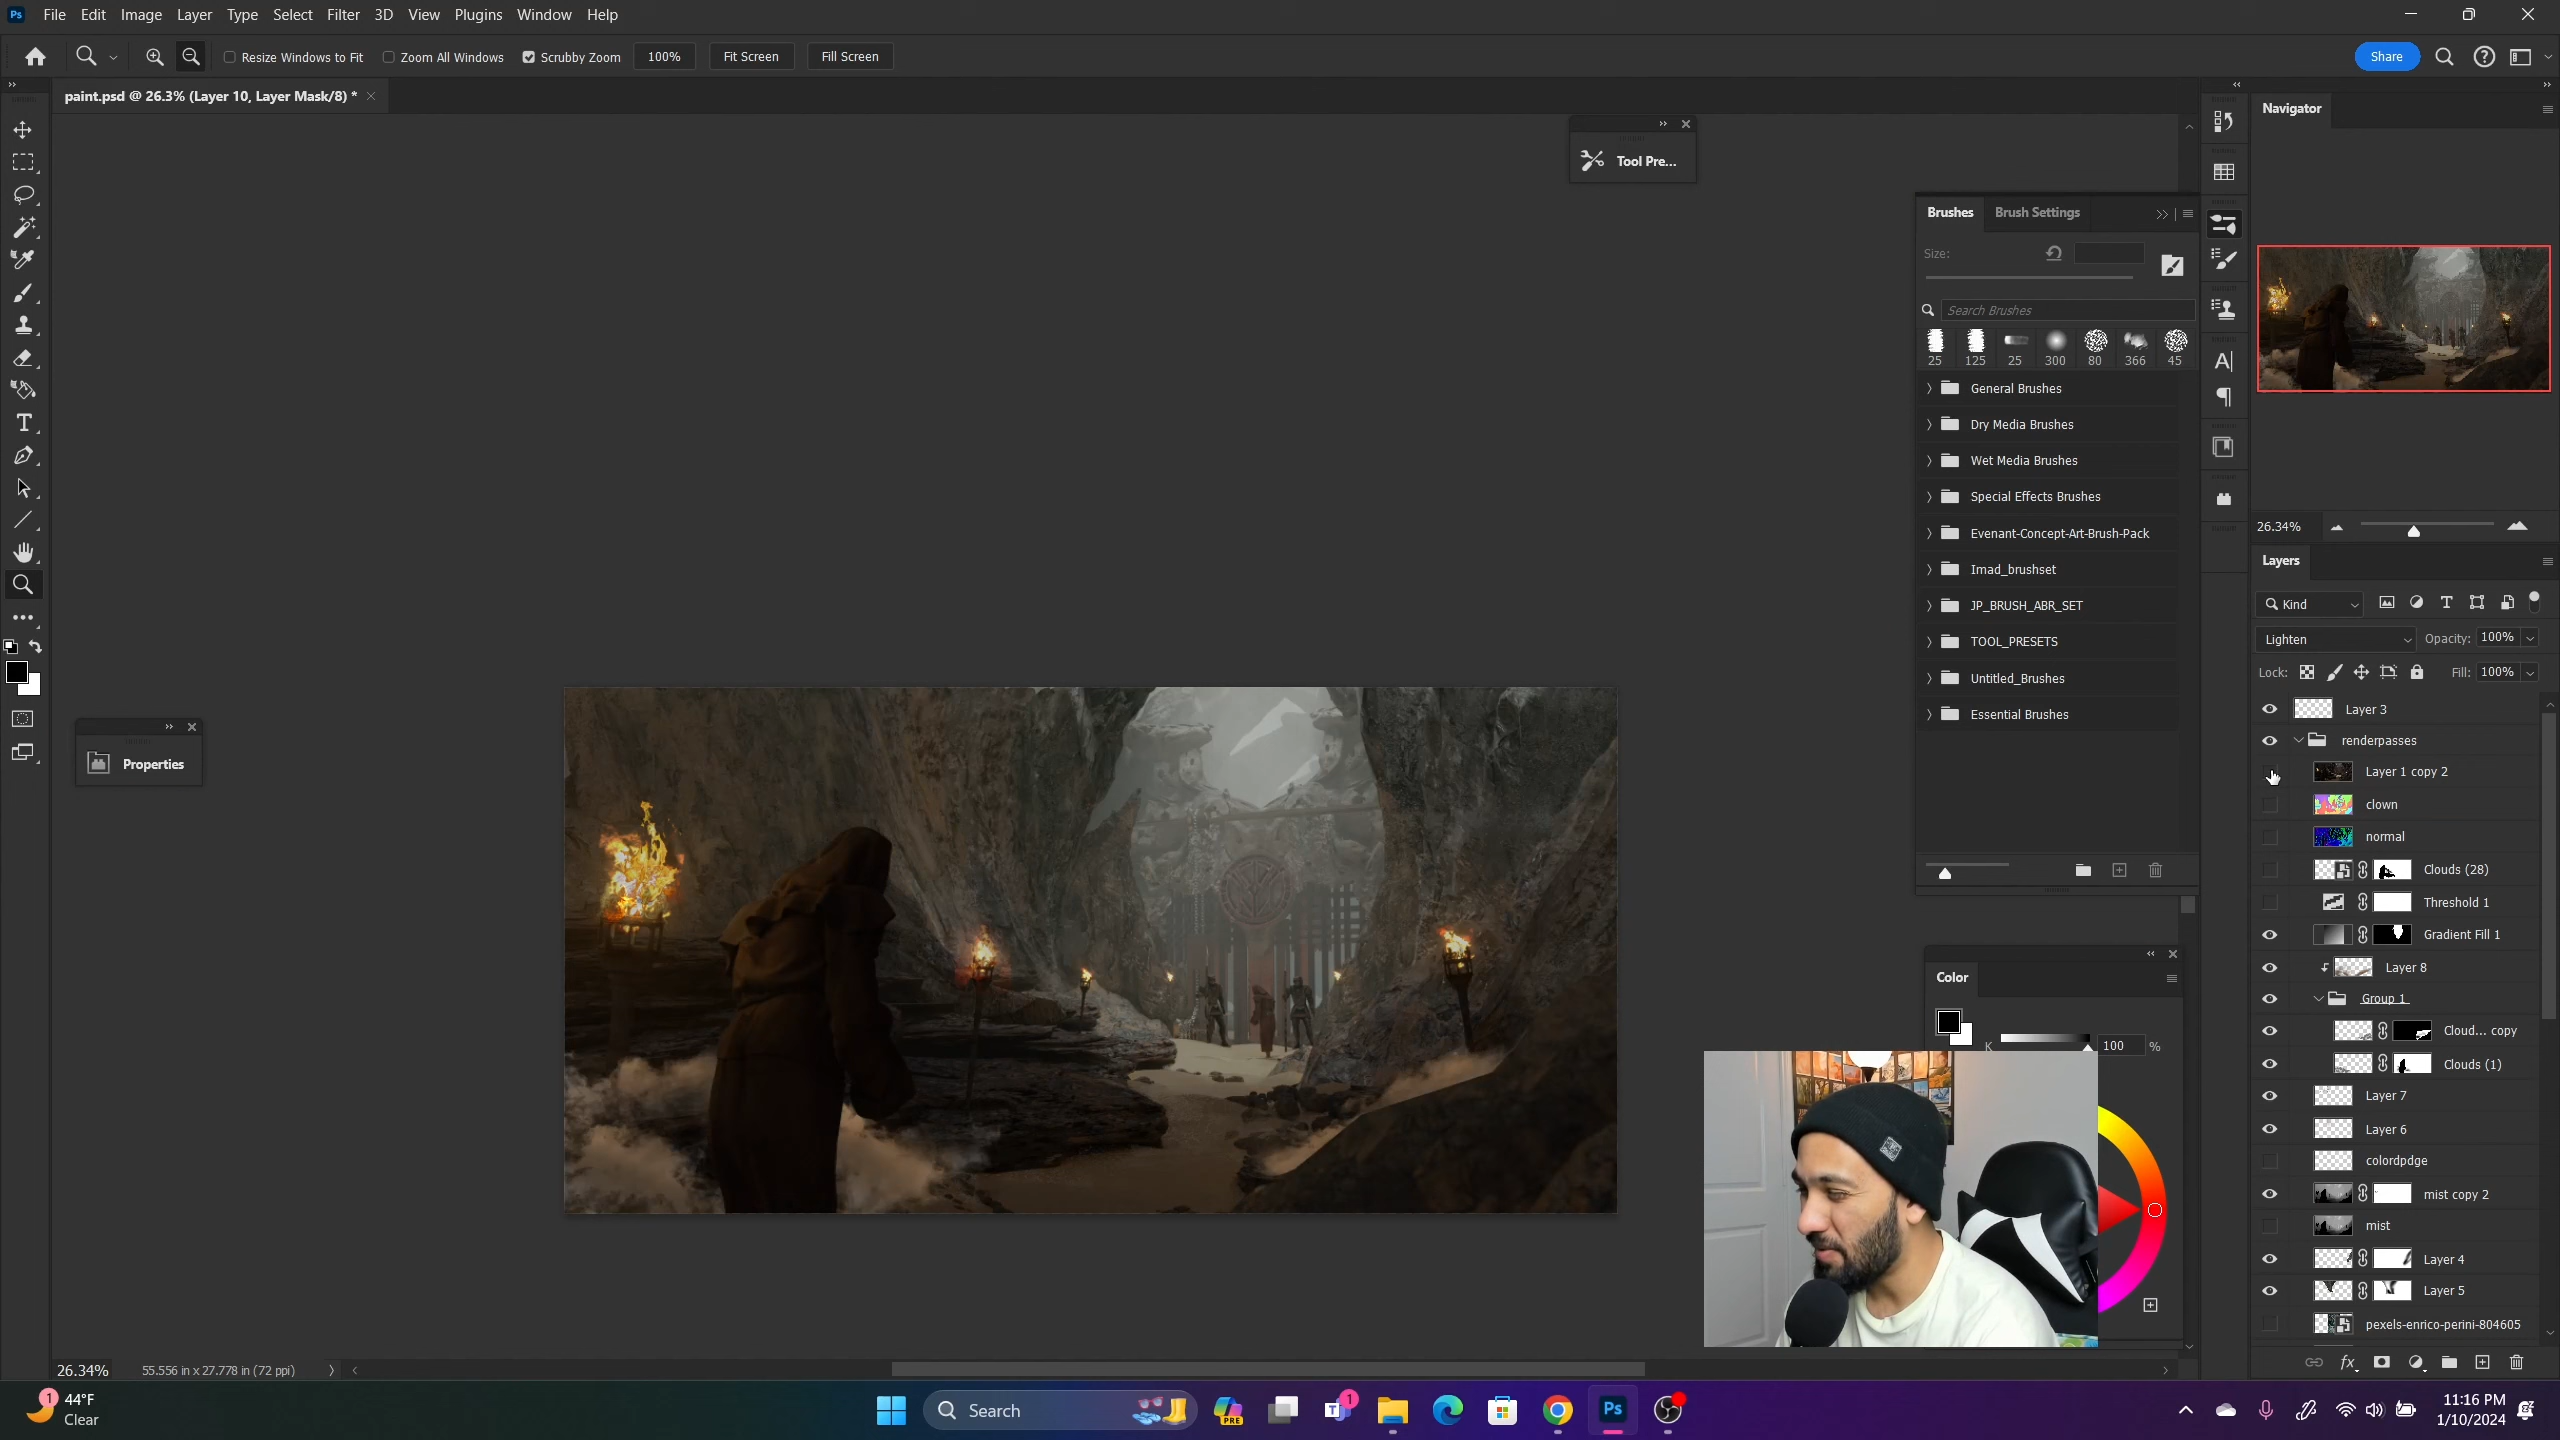 Ps File Edit Image Layer Type Select Filter 3D View Plugins Window Help
Resize Windows to Fit Zoom All Windows Scrubby Zoom 100% Fit Screen Fill Screen Share
paint.psd @ 26.3% (Layer 10, Layer Mask/8) *
Tool Pre...
Properties
Brushes Brush Settings
Size:
Search Brushes
25 125 25 300 80 366 45
General Brushes
Dry Media Brushes
Wet Media Brushes
Special Effects Brushes
Evenant-Concept-Art-Brush-Pack
Imad_brushset
JP_BRUSH_ABR_SET
TOOL_PRESETS
Untitled_Brushes
Essential Brushes
Color
K 100 %
Navigator
26.34%
Layers
Kind
Lighten Opacity: 100%
Lock: Fill: 100%
Layer 3
renderpasses
Layer 1 copy 2
clown
normal
Clouds (28)
Threshold 1
Gradient Fill 1
Layer 8
Group 1
Cloud... copy
Clouds (1)
Layer 7
Layer 6
colordpdge
mist copy 2
mist
Layer 4
Layer 5
pexels-enrico-perini-804605
fx
26.34% 55.556 in x 27.778 in (72 ppi)
1 44°F
Clear
Search
PRE
1
Ps
11:16 PM
1/10/2024